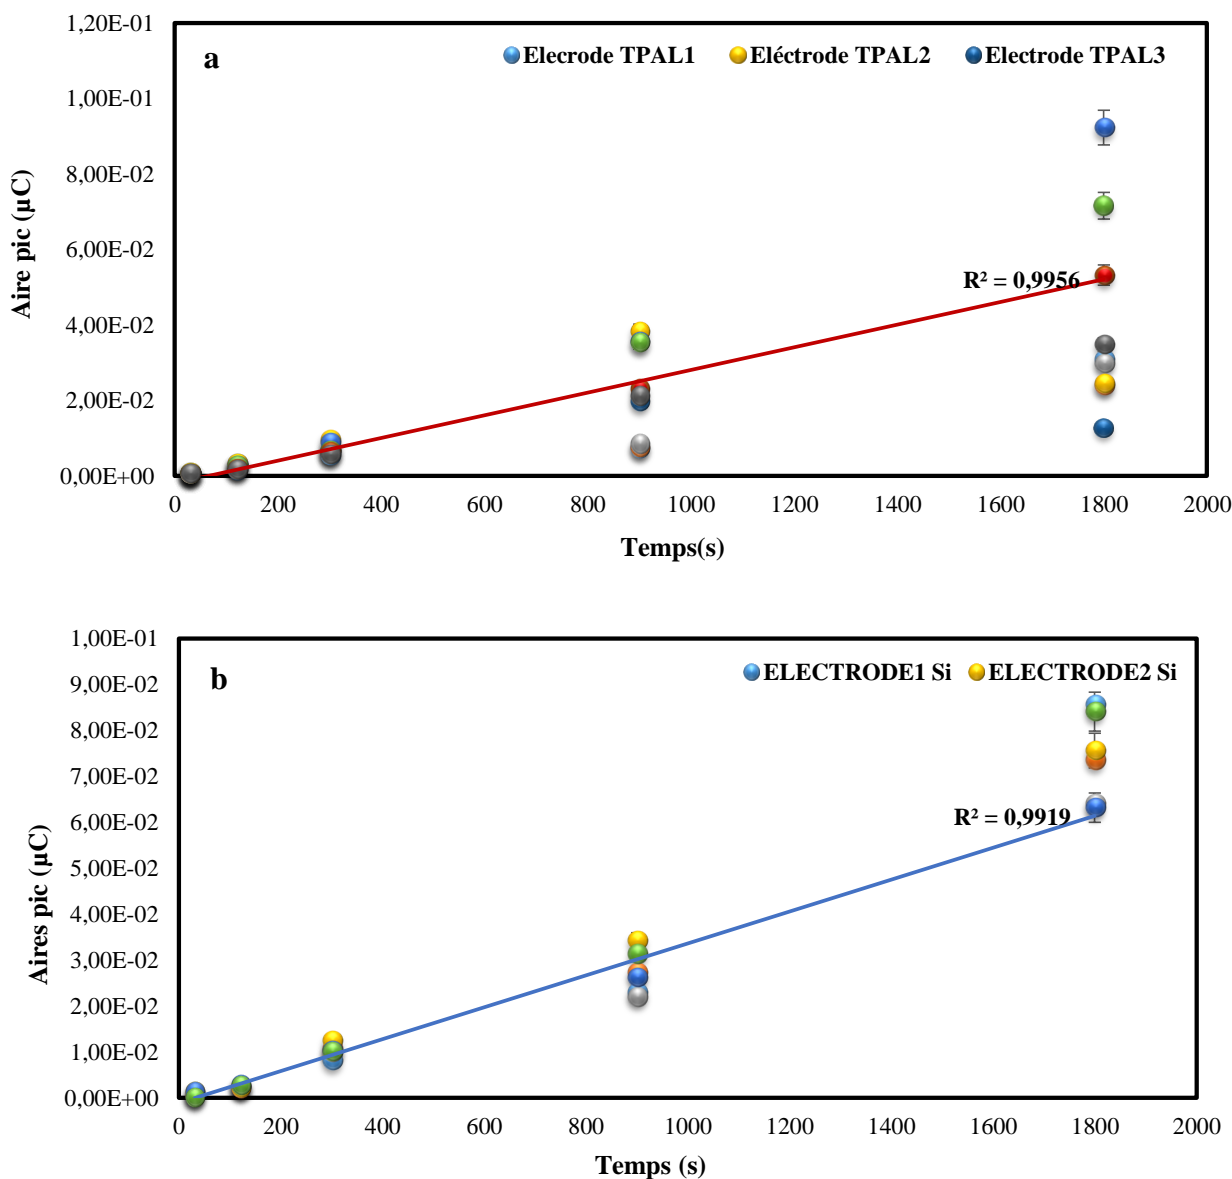 1,20E-01
a
Elecrode TPAL1 Eléctrode TPAL2 Electrode TPAL3
1,00E-01
8,00E-02
6,00E-02
R² = 0,9956
4,00E-02
2,00E-02
0,00E+00
Aire pic (µC)
0 200 400 600 800 1000 1200 1400 1600 1800 2000
Temps(s)
1,00E-01
b
ELECTRODE1 Si ELECTRODE2 Si
9,00E-02
8,00E-02
7,00E-02
6,00E-02
R² = 0,9919
5,00E-02
4,00E-02
3,00E-02
2,00E-02
1,00E-02
0,00E+00
Aires pic (µC)
0 200 400 600 800 1000 1200 1400 1600 1800 2000
Temps (s)